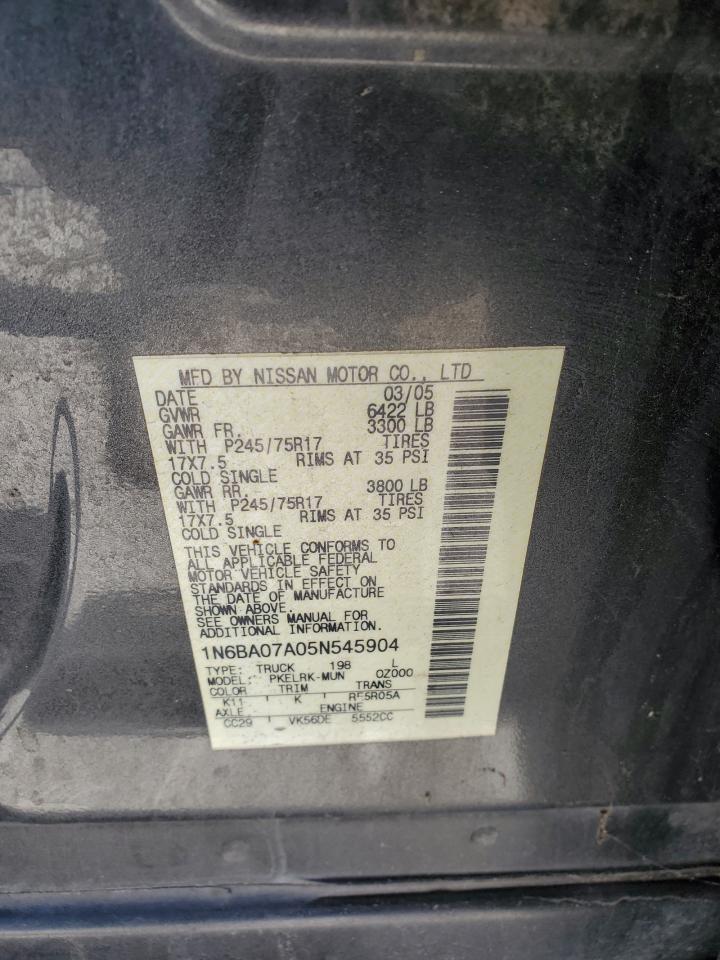 MFD BY NISSAN MOTOR CO., LTD
DATE 03/05
GVWR 6422 LB
GAWR FR. 3300 LB
WITH P245/75R17 TIRES
17X7.5 RIMS AT 35 PSI
COLD SINGLE
GAWR RR. 3800 LB
WITH P245/75R17 TIRES
17X7.5 RIMS AT 35 PSI
COLD SINGLE
THIS VEHICLE CONFORMS TO
ALL APPLICABLE FEDERAL
MOTOR VEHICLE SAFETY
STANDARDS IN EFFECT ON
THE DATE OF MANUFACTURE
SHOWN ABOVE.
SEE OWNERS MANUAL FOR
ADDITIONAL INFORMATION.
1N6BA07A05N545904
TYPE: TRUCK 198 L
MODEL: PKELRK-MUN 0Z000
COLOR TRIM TRANS
K11 K RE5R05A
AXLE ENGINE
CC29 VK56DE 5552CC